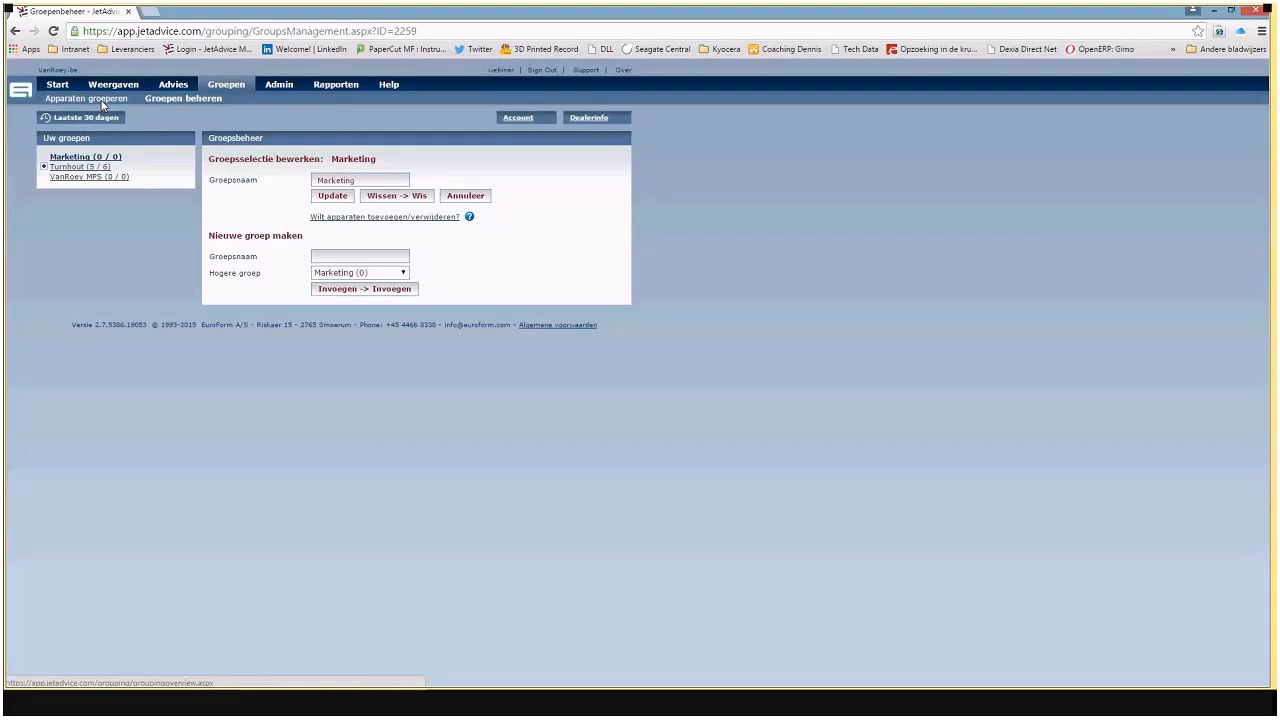 Groepenbeheer - JetAdvic ×
https://app.jetadvice.com/grouping/GroupsManagement.aspx?ID=2259
Apps Intranet Leveranciers Login - JetAdvice M... Welcome! | LinkedIn PaperCut MF : Instru... Twitter 3D Printed Record DLL Seagate Central Kyocera Coaching Dennis Tech Data Opzoeking in de kru... Dexia Direct Net OpenERP: Gimo » Andere bladwijzers
VanRoey.be webinar | Sign Out | Support | Over
Start Weergaven Advies Groepen Admin Rapporten Help
Apparaten groeperen Groepen beheren
Laatste 30 dagen Account Dealerinfo
Uw groepen Groepsbeheer
Marketing (0 / 0)
Turnhout (5 / 6)
VanRoey MPS (0 / 0)
Groepsselectie bewerken: Marketing
Groepsnaam Marketing
Update Wissen -> Wis Annuleer
Wilt apparaten toevoegen/verwijderen? ?
Nieuwe groep maken
Groepsnaam
Hogere groep Marketing (0)
Invoegen -> Invoegen
Versie 2.7.5386.19053 © 1993-2015 EuroForm A/S - Riskaer 15 - 2765 Smoerum - Phone: +45 4466 8338 - info@euroform.com - Algemene voorwaarden
https://app.jetadvice.com/grouping/groupingoverview.aspx